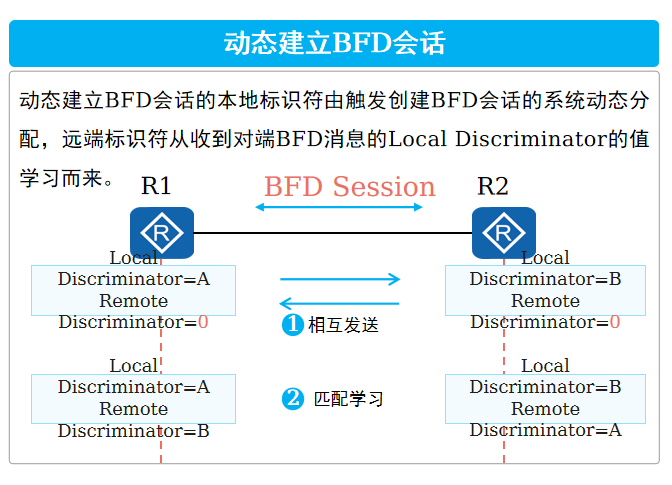 动态建立BFD会话
动态建立BFD会话的本地标识符由触发创建BFD会话的系统动态分
配，远端标识符从收到对端BFD消息的Local Discriminator的值
学习而来。
R1
BFD Session
R2
R
R
Local
Discriminator=A
Remote
Discriminator=0
Local
Discriminator=B
Remote
Discriminator=0
1 相互发送
Local
Discriminator=A
Remote
Discriminator=B
2 匹配学习
Local
Discriminator=B
Remote
Discriminator=A